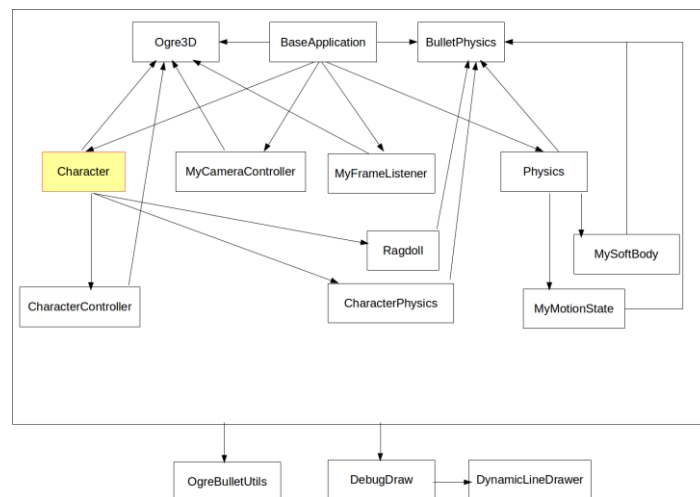 Ogre3D
BaseApplication
BulletPhysics
Character
MyCameraController
MyFrameListener
Physics
Ragdoll
MySoftBody
CharacterController
CharacterPhysics
MyMotionState
OgreBulletUtils
DebugDraw
DynamicLineDrawer